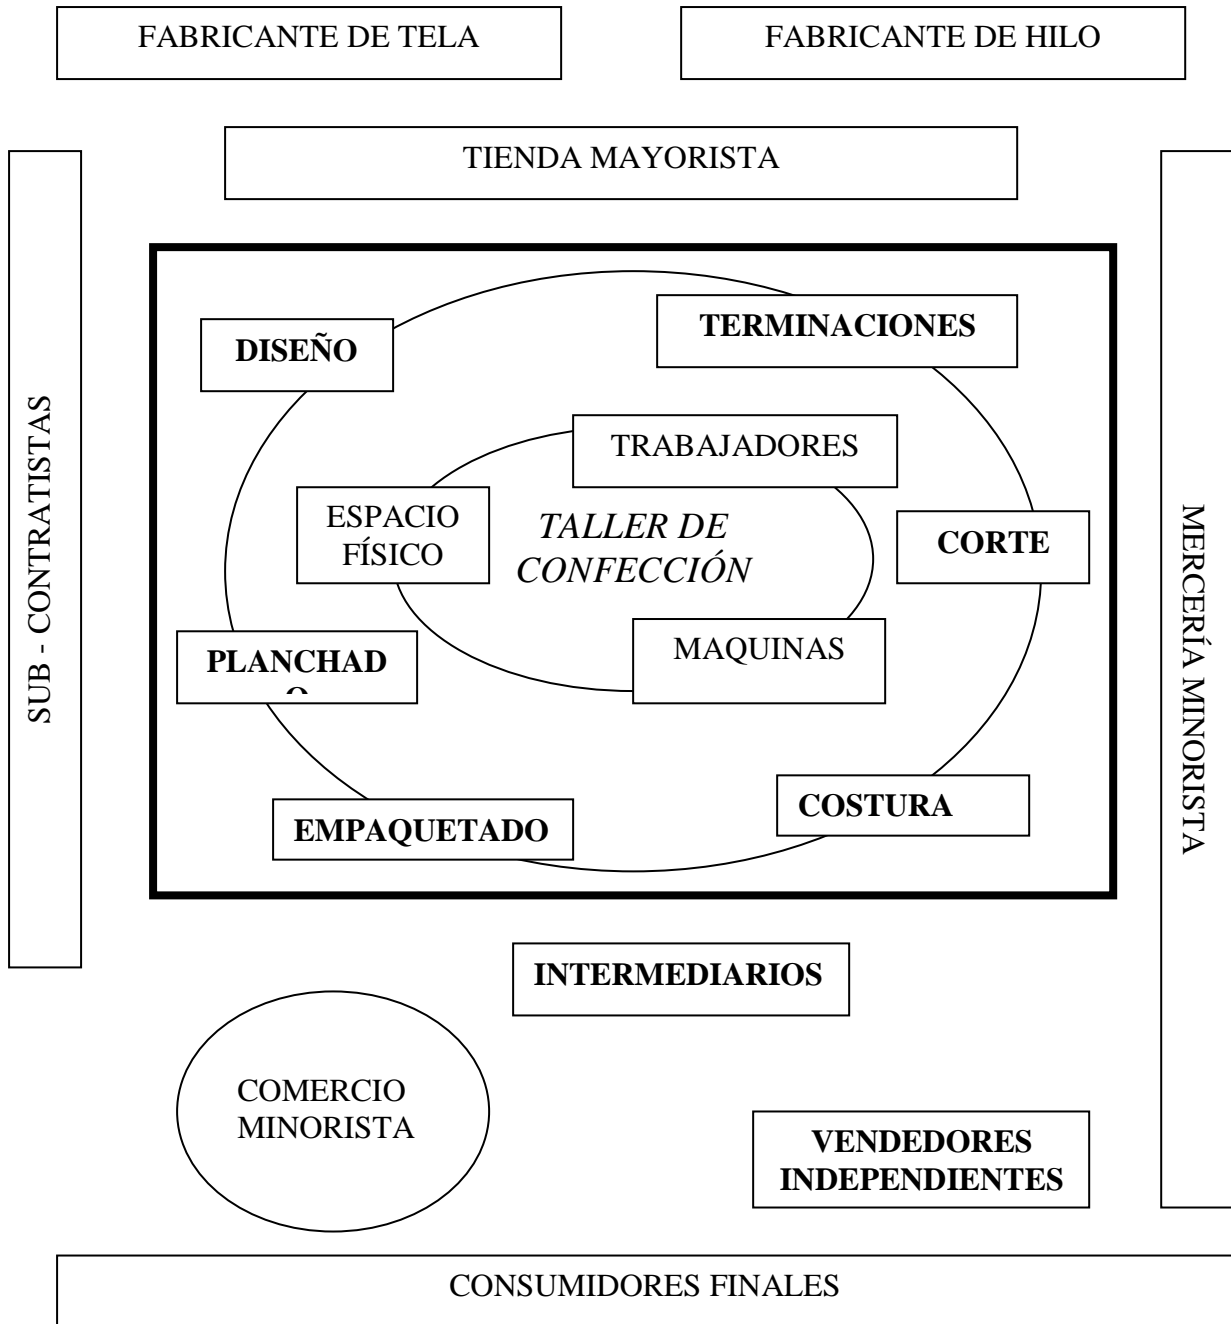 FABRICANTE DE TELA
FABRICANTE DE HILO
TIENDA MAYORISTA
SUB - CONTRATISTAS
MERCERÍA MINORISTA
DISEÑO
TERMINACIONES
TRABAJADORES
ESPACIO
FÍSICO
TALLER DE
CONFECCIÓN
CORTE
MAQUINAS
PLANCHAD
O
COSTURA
EMPAQUETADO
INTERMEDIARIOS
COMERCIO
MINORISTA
VENDEDORES
INDEPENDIENTES
CONSUMIDORES FINALES